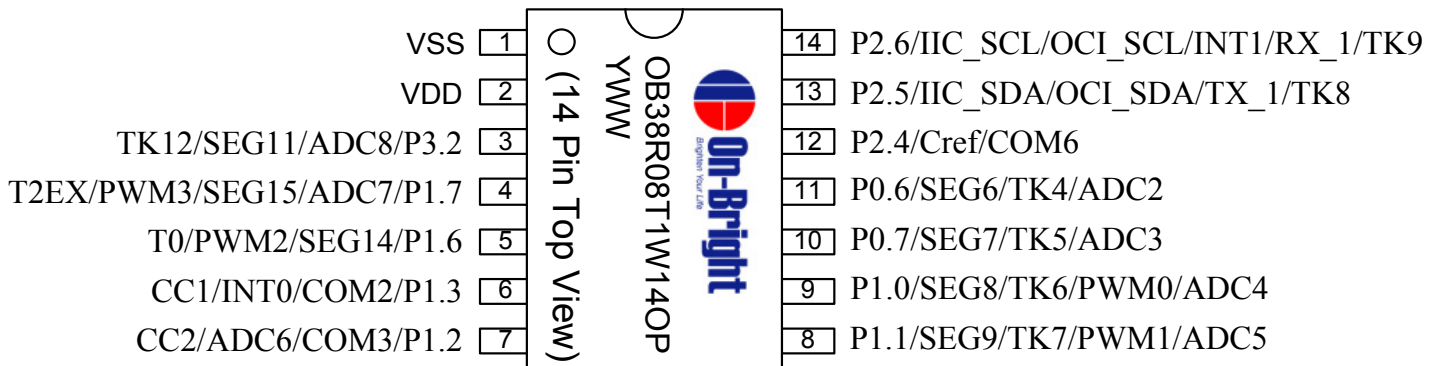 VSS 1
VDD 2
TK12/SEG11/ADC8/P3.2 3
T2EX/PWM3/SEG15/ADC7/P1.7 4
T0/PWM2/SEG14/P1.6 5
CC1/INT0/COM2/P1.3 6
CC2/ADC6/COM3/P1.2 7
(14 Pin Top View)
YWW
OB38R08T1W14OP
On-Bright
Brighten Your Life
14 P2.6/IIC_SCL/OCI_SCL/INT1/RX_1/TK9
13 P2.5/IIC_SDA/OCI_SDA/TX_1/TK8
12 P2.4/Cref/COM6
11 P0.6/SEG6/TK4/ADC2
10 P0.7/SEG7/TK5/ADC3
9 P1.0/SEG8/TK6/PWM0/ADC4
8 P1.1/SEG9/TK7/PWM1/ADC5